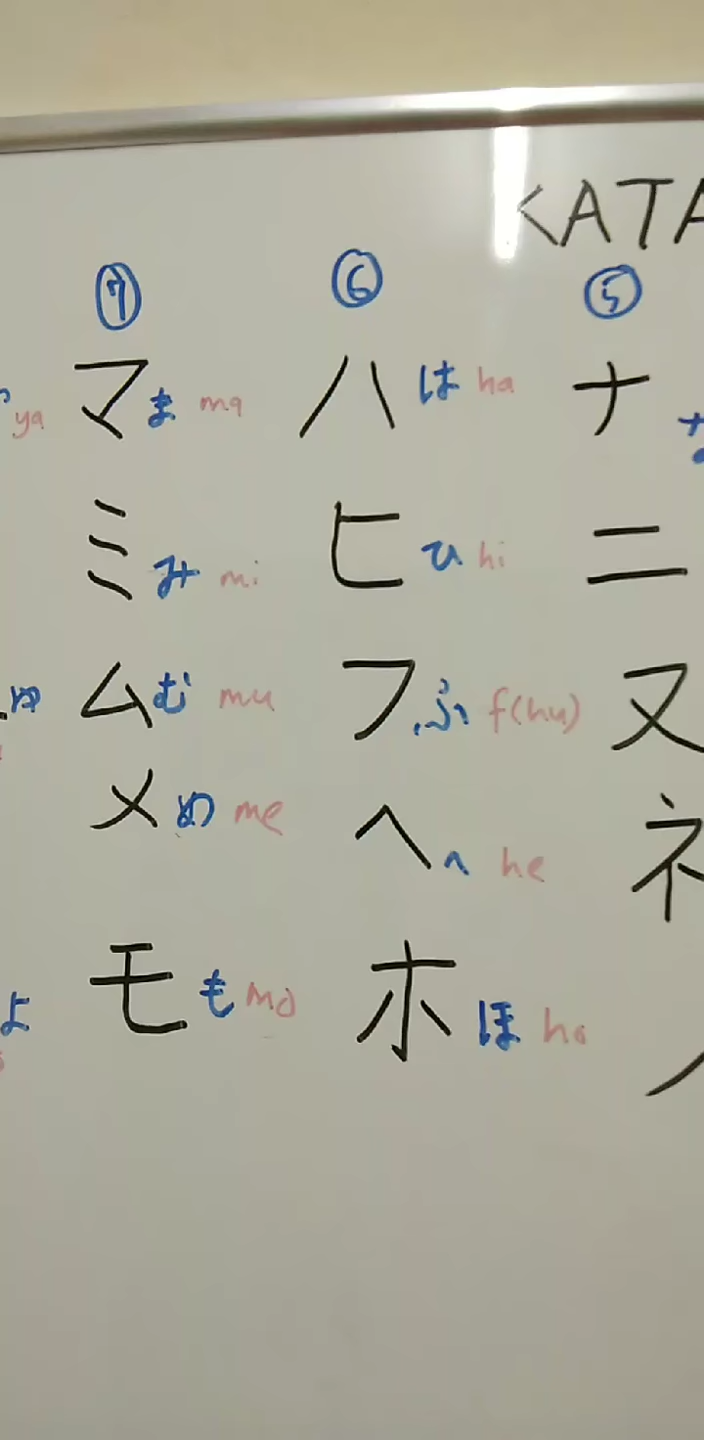 KATA
⑦ ⑥ ⑤
ya マ ま ma ハ は ha ナ な
ミ み mi ヒ ひ hi ニ
ゆ ム む mu フ ふ f(hu) ヌ
メ め me ヘ へ he ネ
よ モ も mo ホ ほ ho ノ